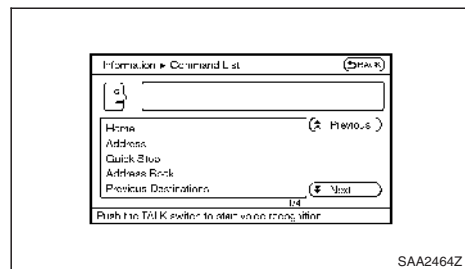 Information ▸ Command List
BACK
Home
Previous
Address
Quick Stop
Address Book
Previous Destinations
Next
1/4
Push the TALK switch to start voice recognition
SAA2464Z